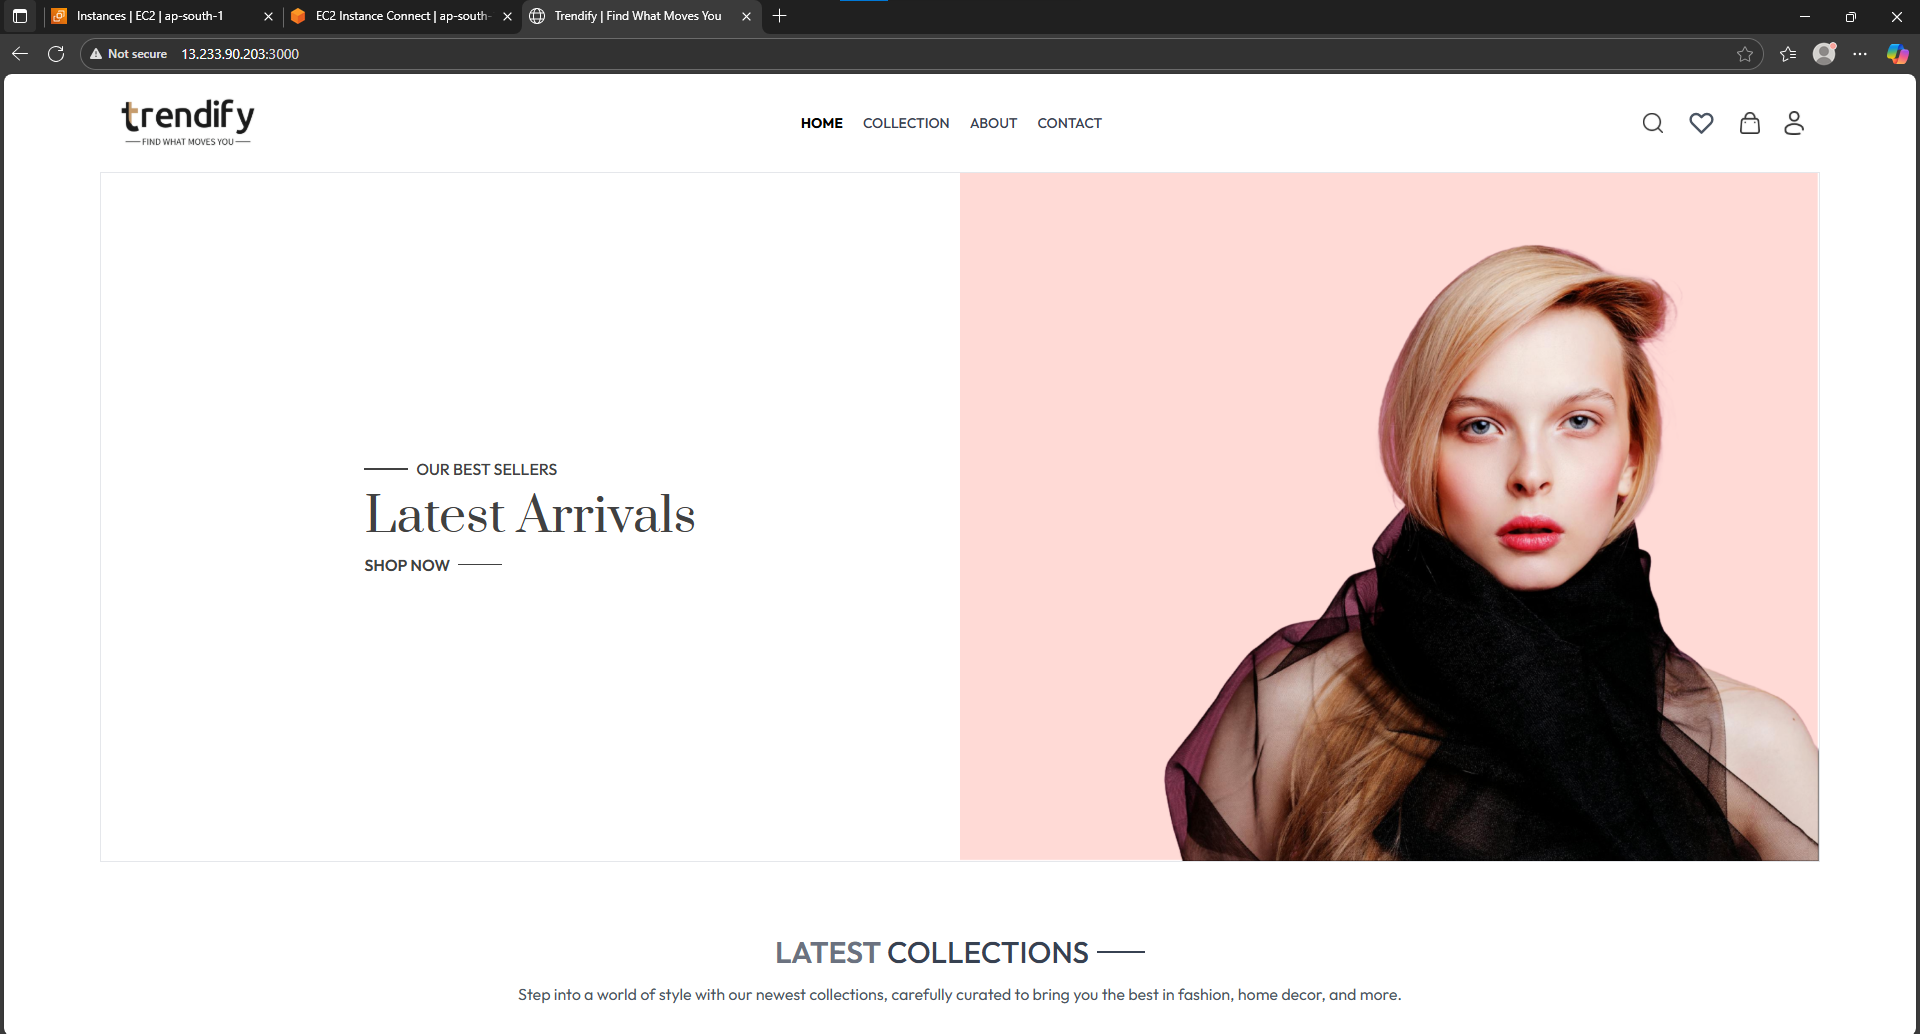 Instances | EC2 | ap-south-1
EC2 Instance Connect | ap-south-
Trendify | Find What Moves You
Not secure
13.233.90.203:3000
trendify
FIND WHAT MOVES YOU
HOME
COLLECTION
ABOUT
CONTACT
OUR BEST SELLERS
Latest Arrivals
SHOP NOW
LATEST COLLECTIONS
Step into a world of style with our newest collections, carefully curated to bring you the best in fashion, home decor, and more.